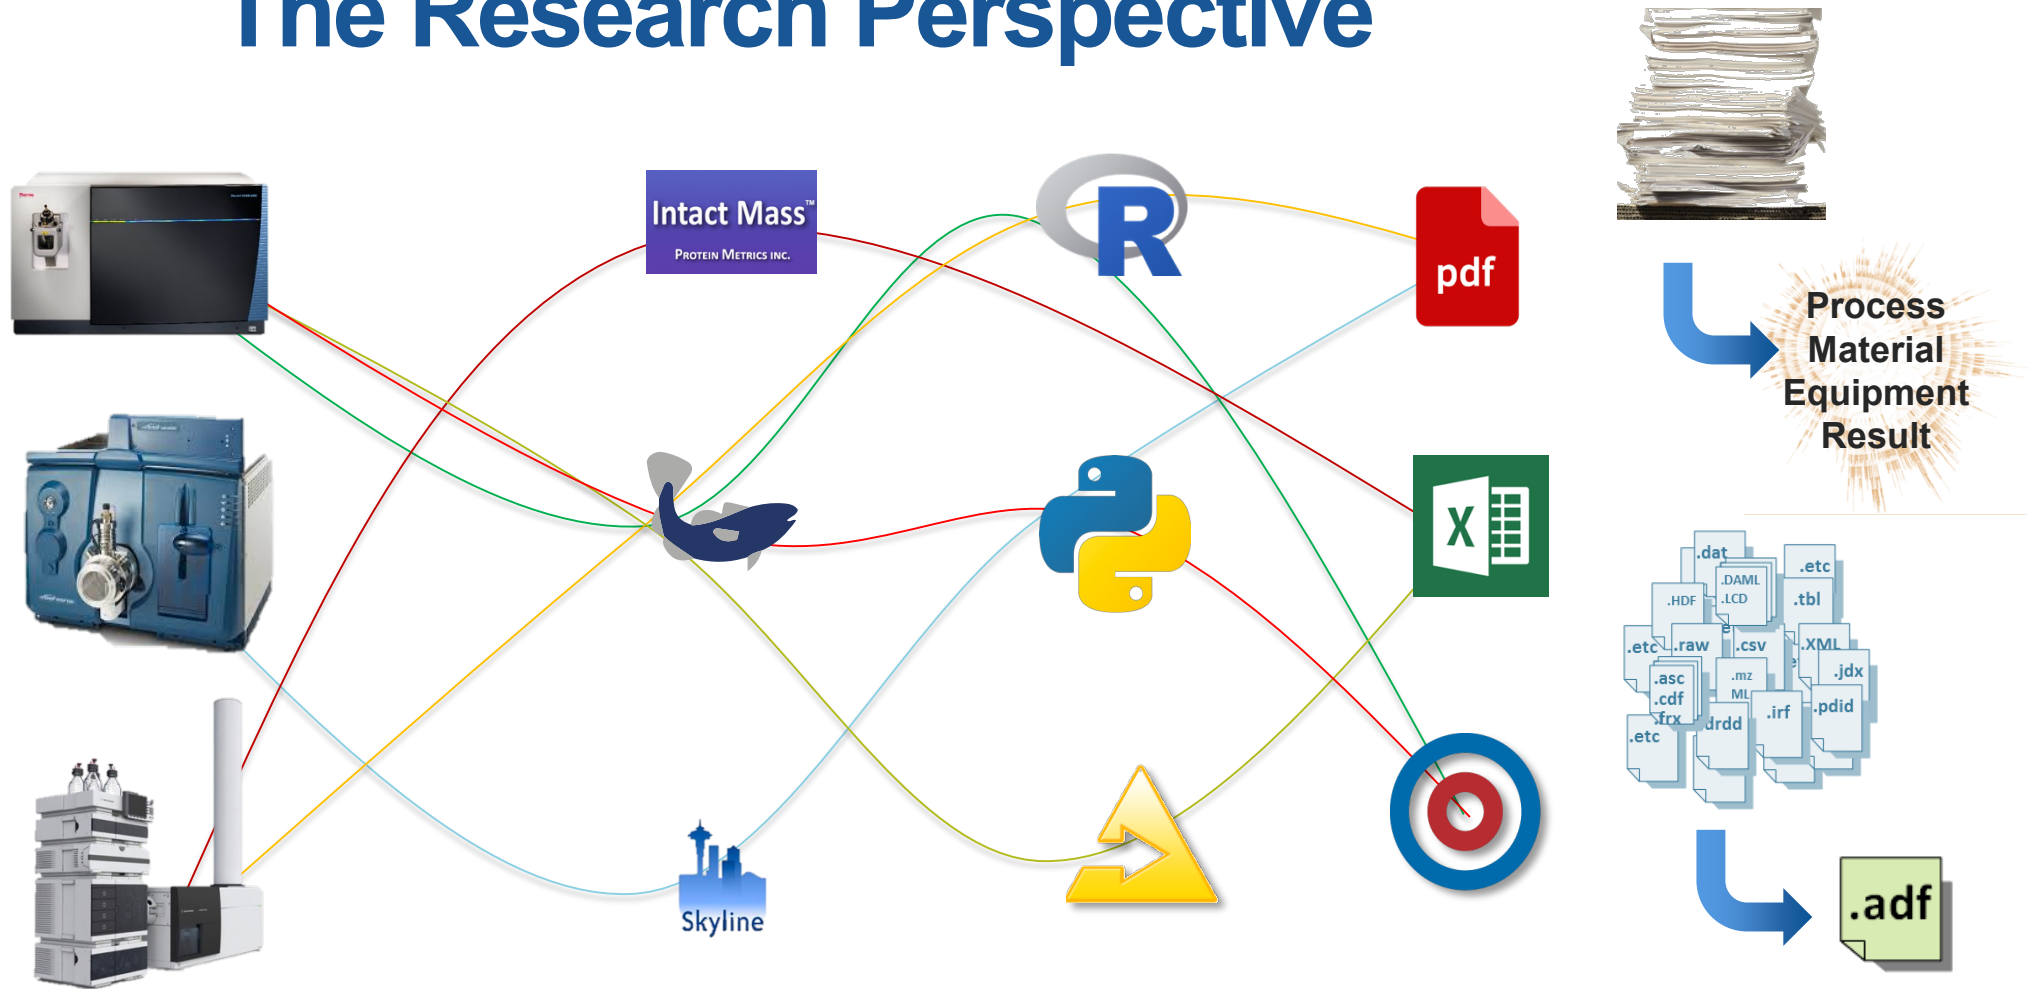 The Research Perspective
Intact Mass™
PROTEIN METRICS INC.
R
pdf
X
Skyline
Process
Material
Equipment
Result
.dat
.etc
.DAML
.LCD
.HDF
.tbl
.etc
.raw
.csv
.XML
.jdx
.asc
.cdf
.frx
.mz
ML
.pdid
.irf
drdd
.etc
.adf